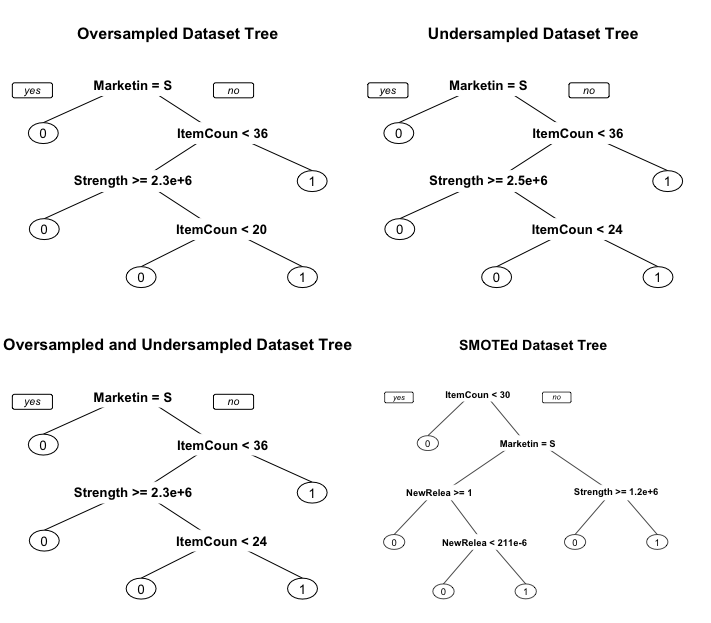 Oversampled Dataset Tree
yes
Marketin = S
no
0
ItemCoun < 36
Strength >= 2.3e+6
1
0
ItemCoun < 20
0
1
Undersampled Dataset Tree
yes
Marketin = S
no
0
ItemCoun < 36
Strength >= 2.5e+6
1
0
ItemCoun < 24
0
1
Oversampled and Undersampled Dataset Tree
yes
Marketin = S
no
0
ItemCoun < 36
Strength >= 2.3e+6
1
0
ItemCoun < 24
0
1
SMOTEd Dataset Tree
yes
ItemCoun < 30
no
0
Marketin = S
NewRelea >= 1
Strength >= 1.2e+6
0
NewRelea < 211e-6
0
1
0
1